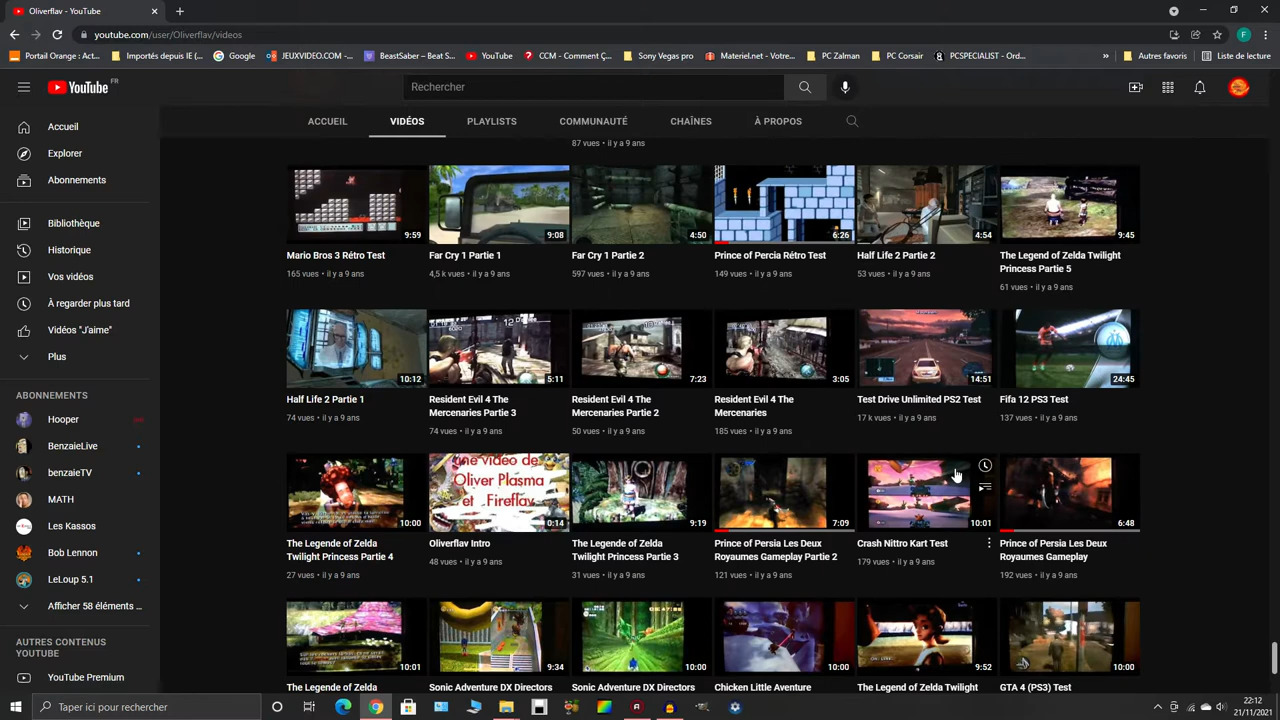 Oliverflav - YouTube
youtube.com/user/Oliverflav/videos
Portail Orange : Act...
Importés depuis IE (...
Google
JEUXVIDEO.COM -...
BeastSaber – Beat S...
YouTube
CCM - Comment Ç...
Sony Vegas pro
Materiel.net - Votre...
PC Zalman
PC Corsair
PCSPECIALIST - Ord...
»
Autres favoris
Liste de lecture
YouTube FR
Rechercher
ACCUEIL VIDÉOS PLAYLISTS COMMUNAUTÉ CHAÎNES À PROPOS
Accueil
Explorer
Abonnements
Bibliothèque
Historique
Vos vidéos
À regarder plus tard
Vidéos "J'aime"
Plus
ABONNEMENTS
Hooper
BenzaieLive
benzaieTV
MATH
Les Kassos
Bob Lennon
LeLoup 5.1
Afficher 58 éléments ...
AUTRES CONTENUS
YOUTUBE
YouTube Premium
87 vues • il y a 9 ans
9:59
Mario Bros 3 Rétro Test
165 vues • il y a 9 ans
9:08
Far Cry 1 Partie 1
4,5 k vues • il y a 9 ans
4:50
Far Cry 1 Partie 2
597 vues • il y a 9 ans
6:26
Prince of Percia Rétro Test
149 vues • il y a 9 ans
4:54
Half Life 2 Partie 2
53 vues • il y a 9 ans
9:45
The Legend of Zelda Twilight
Princess Partie 5
61 vues • il y a 9 ans
10:12
Half Life 2 Partie 1
74 vues • il y a 9 ans
5:11
Resident Evil 4 The
Mercenaries Partie 3
74 vues • il y a 9 ans
7:23
Resident Evil 4 The
Mercenaries Partie 2
50 vues • il y a 9 ans
3:05
Resident Evil 4 The
Mercenaries
185 vues • il y a 9 ans
14:51
Test Drive Unlimited PS2 Test
17 k vues • il y a 9 ans
24:45
Fifa 12 PS3 Test
137 vues • il y a 9 ans
10:00
The Legende of Zelda
Twilight Princess Partie 4
27 vues • il y a 9 ans
une vidéo de
Oliver Plasma
et Fireflav
0:14
Oliverflav Intro
48 vues • il y a 9 ans
9:19
The Legende of Zelda
Twilight Princess Partie 3
31 vues • il y a 9 ans
7:09
Prince of Persia Les Deux
Royaumes Gameplay Partie 2
121 vues • il y a 9 ans
10:01
Crash Nittro Kart Test
179 vues • il y a 9 ans
6:48
Prince of Persia Les Deux
Royaumes Gameplay
192 vues • il y a 9 ans
10:01
The Legende of Zelda
9:34
Sonic Adventure DX Directors
10:00
Sonic Adventure DX Directors
10:00
Chicken Little Aventure
9:52
The Legend of Zelda Twilight
10:00
GTA 4 (PS3) Test
Taper ici pour rechercher
22:12
21/11/2021